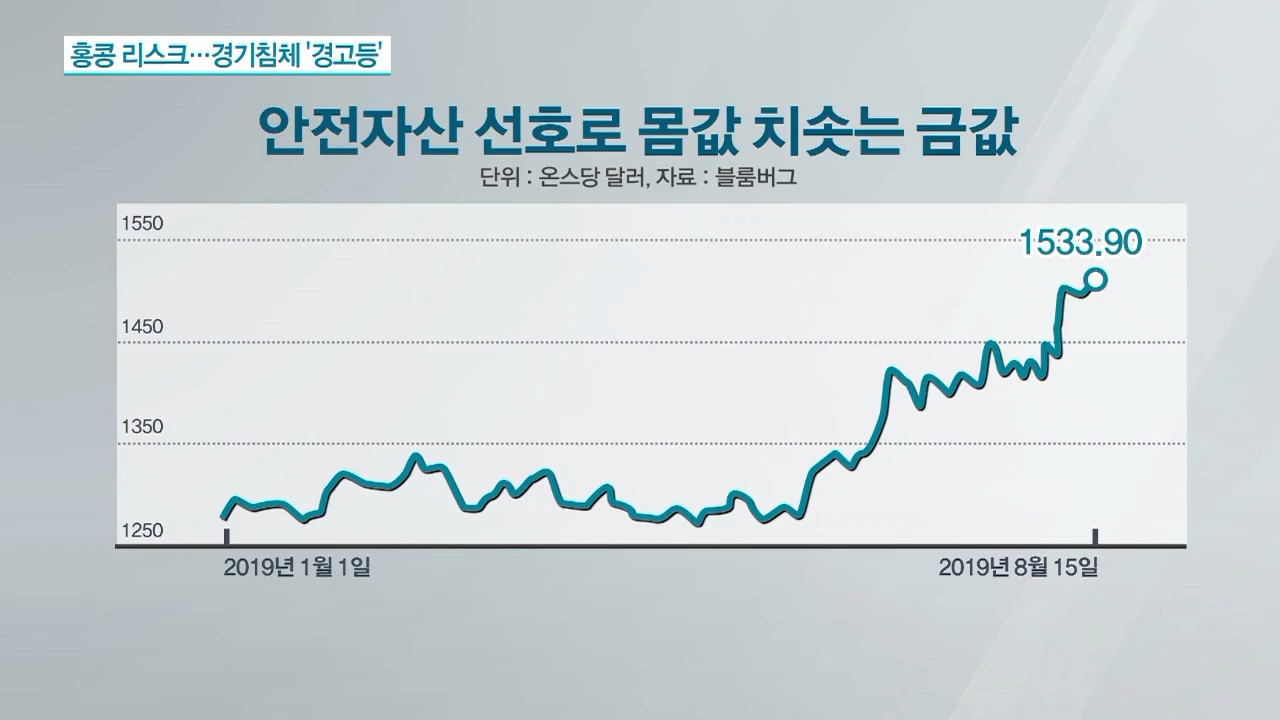 홍콩 리스크…경기침체 '경고등'
안전자산 선호로 몸값 치솟는 금값
단위 : 온스당 달러, 자료 : 블룸버그
1550
1533.90
1450
1350
1250
2019년 1월 1일
2019년 8월 15일